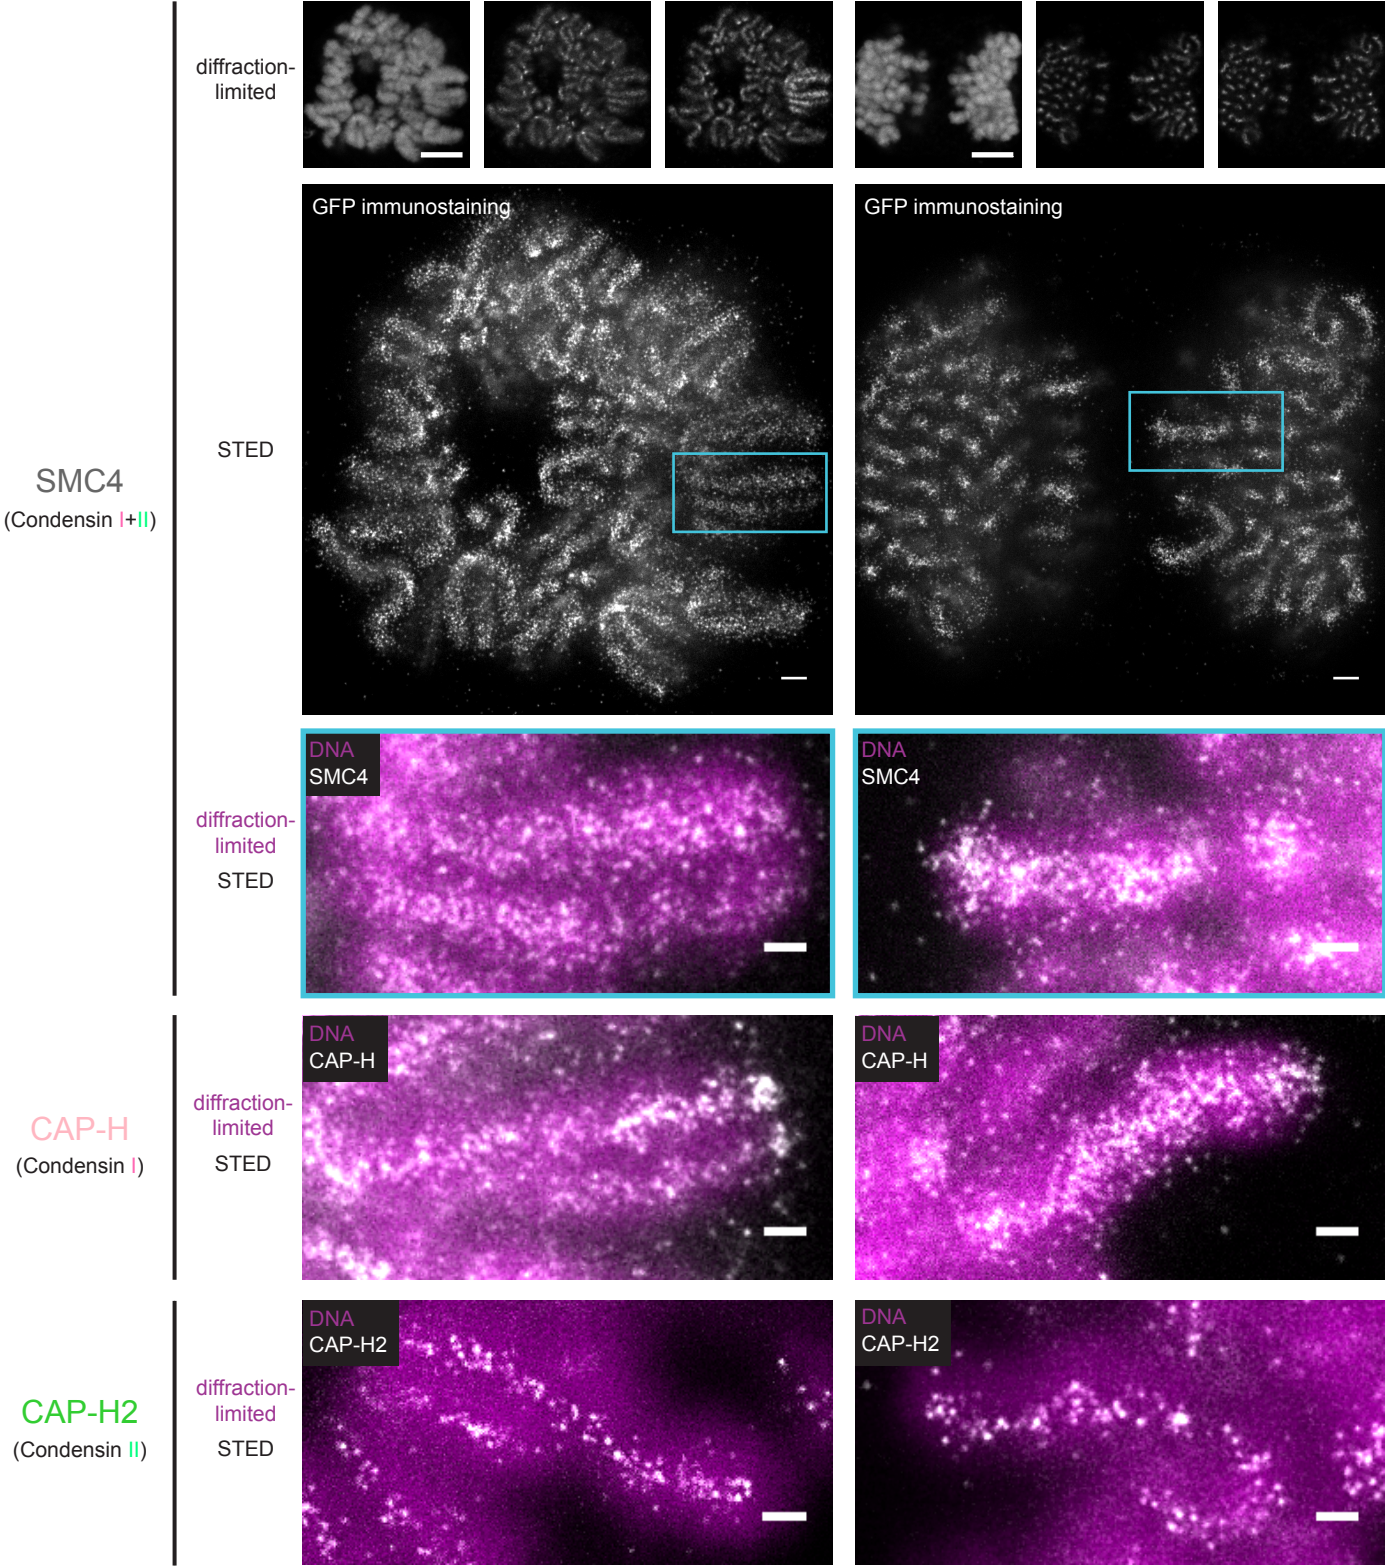 diffraction-
limited
GFP immunostaining
GFP immunostaining
STED
SMC4
(Condensin I+II)
DNA
SMC4
DNA
SMC4
diffraction-
limited
STED
DNA
CAP-H
DNA
CAP-H
diffraction-
limited
STED
CAP-H
(Condensin I)
DNA
CAP-H2
DNA
CAP-H2
diffraction-
limited
STED
CAP-H2
(Condensin II)